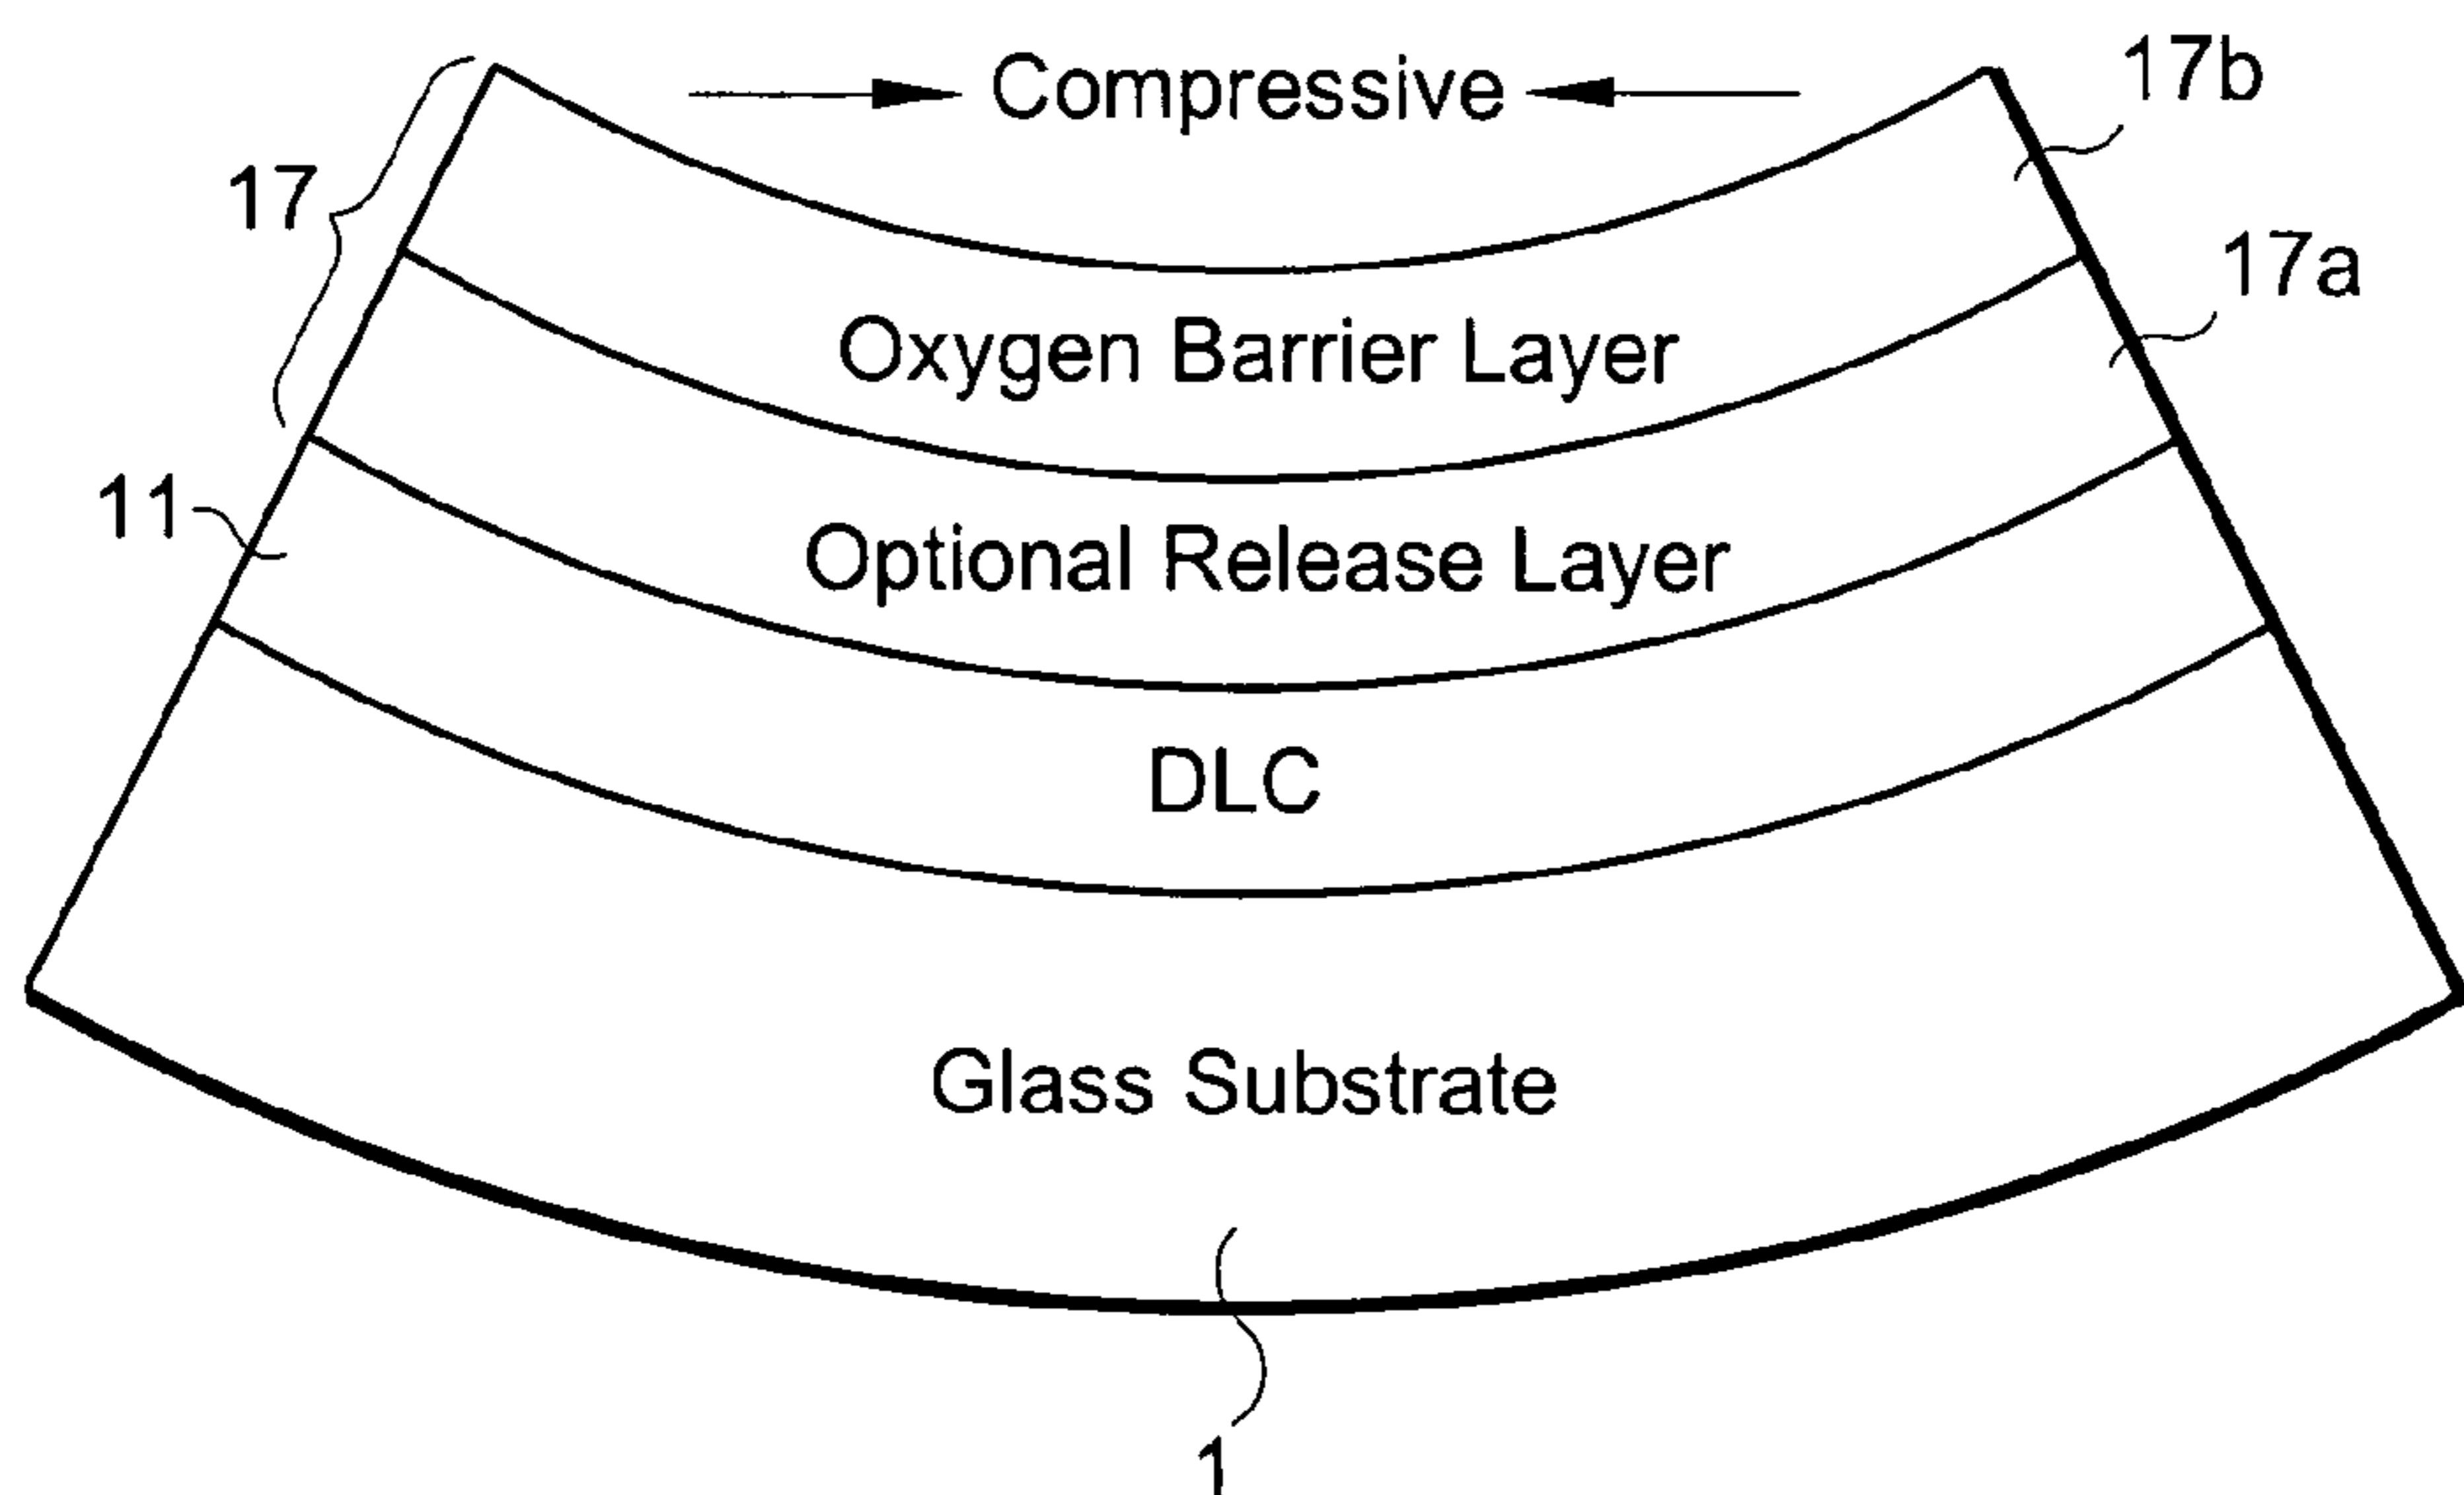 Compressive
17b
17
17a
Oxygen Barrier Layer
11
Optional Release Layer
DLC
Glass Substrate
1